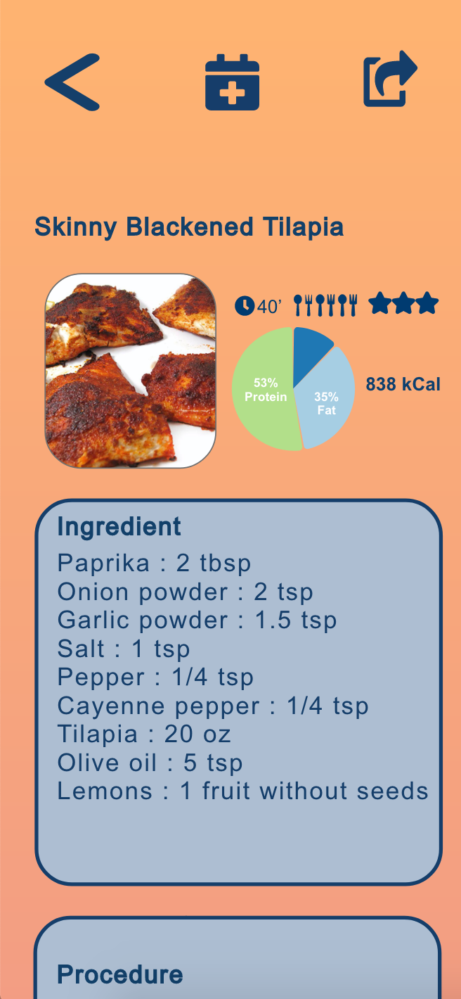 Skinny Blackened Tilapia
40’
53%
Protein
35%
Fat
838 kCal
Ingredient
Paprika : 2 tbsp
Onion powder : 2 tsp
Garlic powder : 1.5 tsp
Salt : 1 tsp
Pepper : 1/4 tsp
Cayenne pepper : 1/4 tsp
Tilapia : 20 oz
Olive oil : 5 tsp
Lemons : 1 fruit without seeds
Procedure